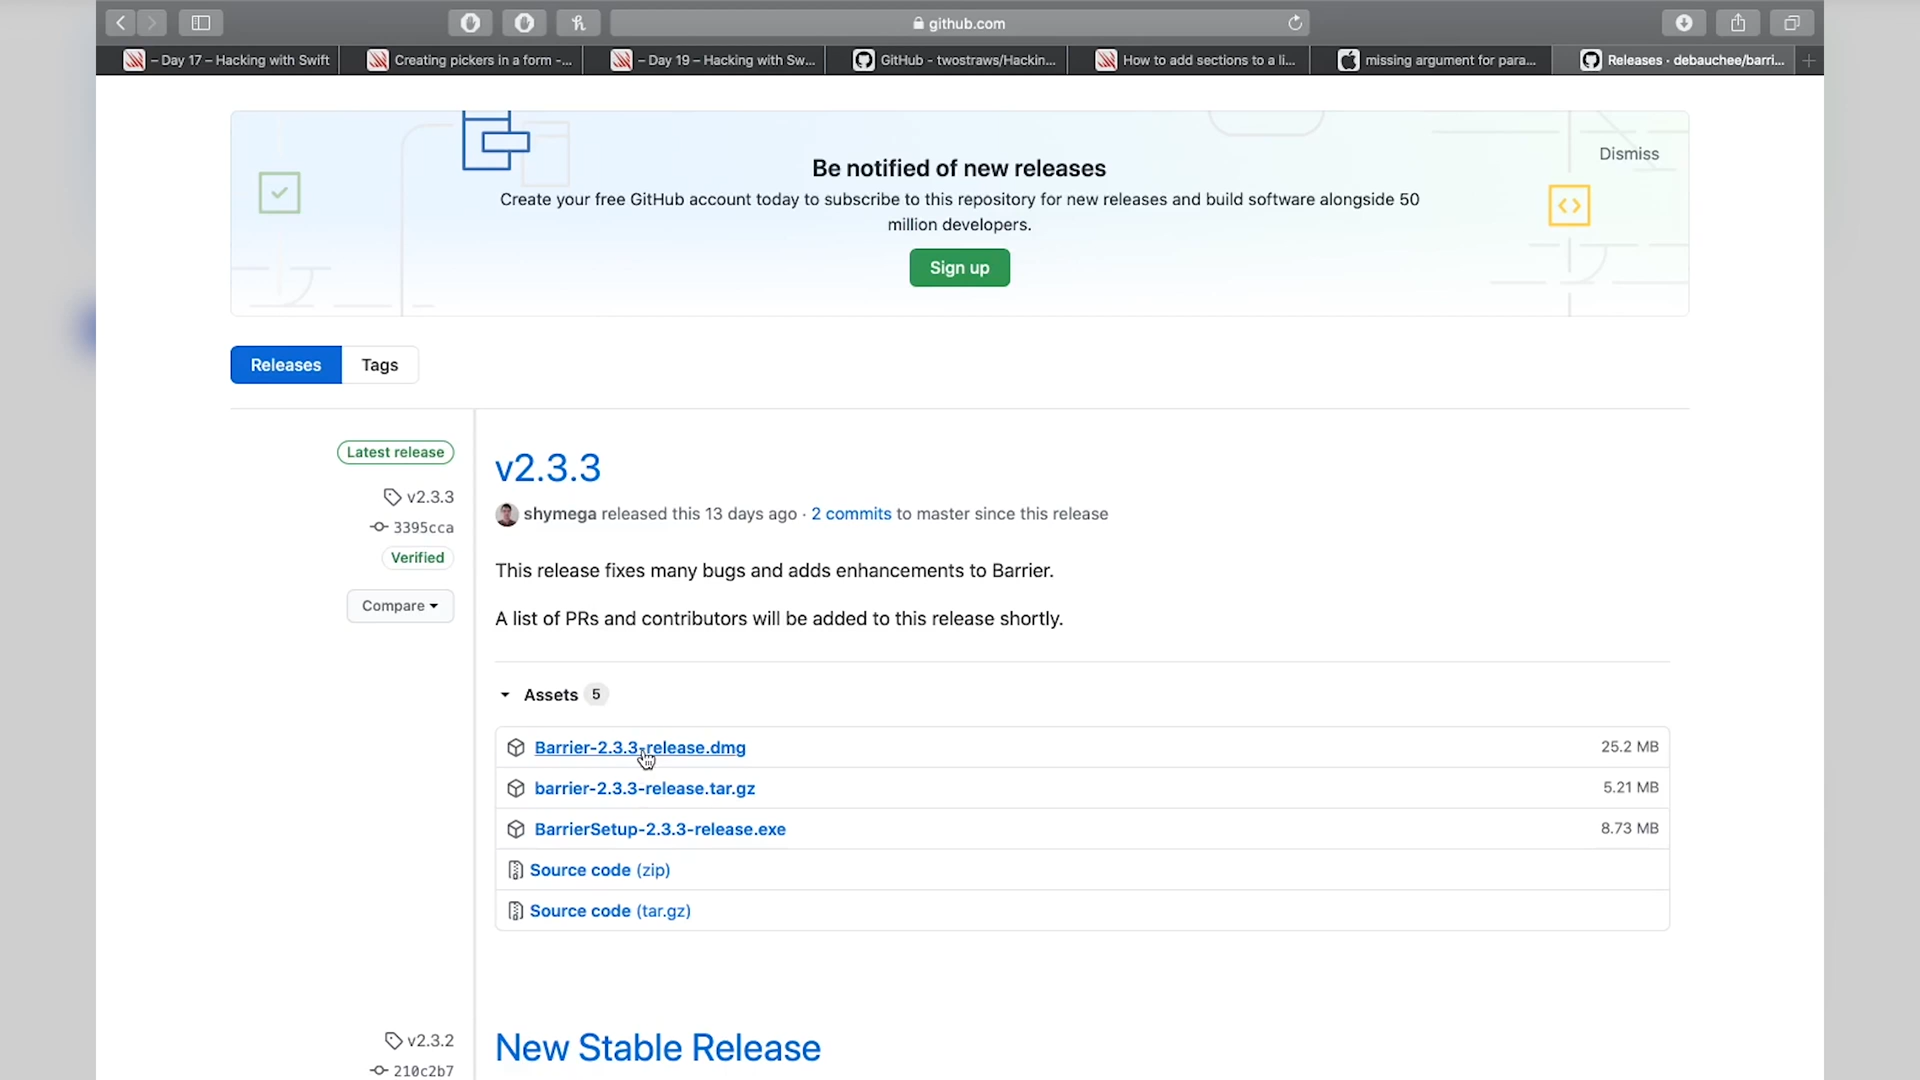 github.com
– Day 17 – Hacking with Swift
Creating pickers in a form -...
– Day 19 – Hacking with Sw...
GitHub - twostraws/Hackin...
How to add sections to a li...
missing argument for para...
Releases · debauchee/barri...
Be notified of new releases
Dismiss
Create your free GitHub account today to subscribe to this repository for new releases and build software alongside 50
million developers.
Sign up
Releases
Tags
Latest release
v2.3.3
3395cca
Verified
Compare
v2.3.3
shymega released this 13 days ago · 2 commits to master since this release
This release fixes many bugs and adds enhancements to Barrier.
A list of PRs and contributors will be added to this release shortly.
Assets 5
Barrier-2.3.3-release.dmg 25.2 MB
barrier-2.3.3-release.tar.gz 5.21 MB
BarrierSetup-2.3.3-release.exe 8.73 MB
Source code (zip)
Source code (tar.gz)
v2.3.2
210c2b7
New Stable Release